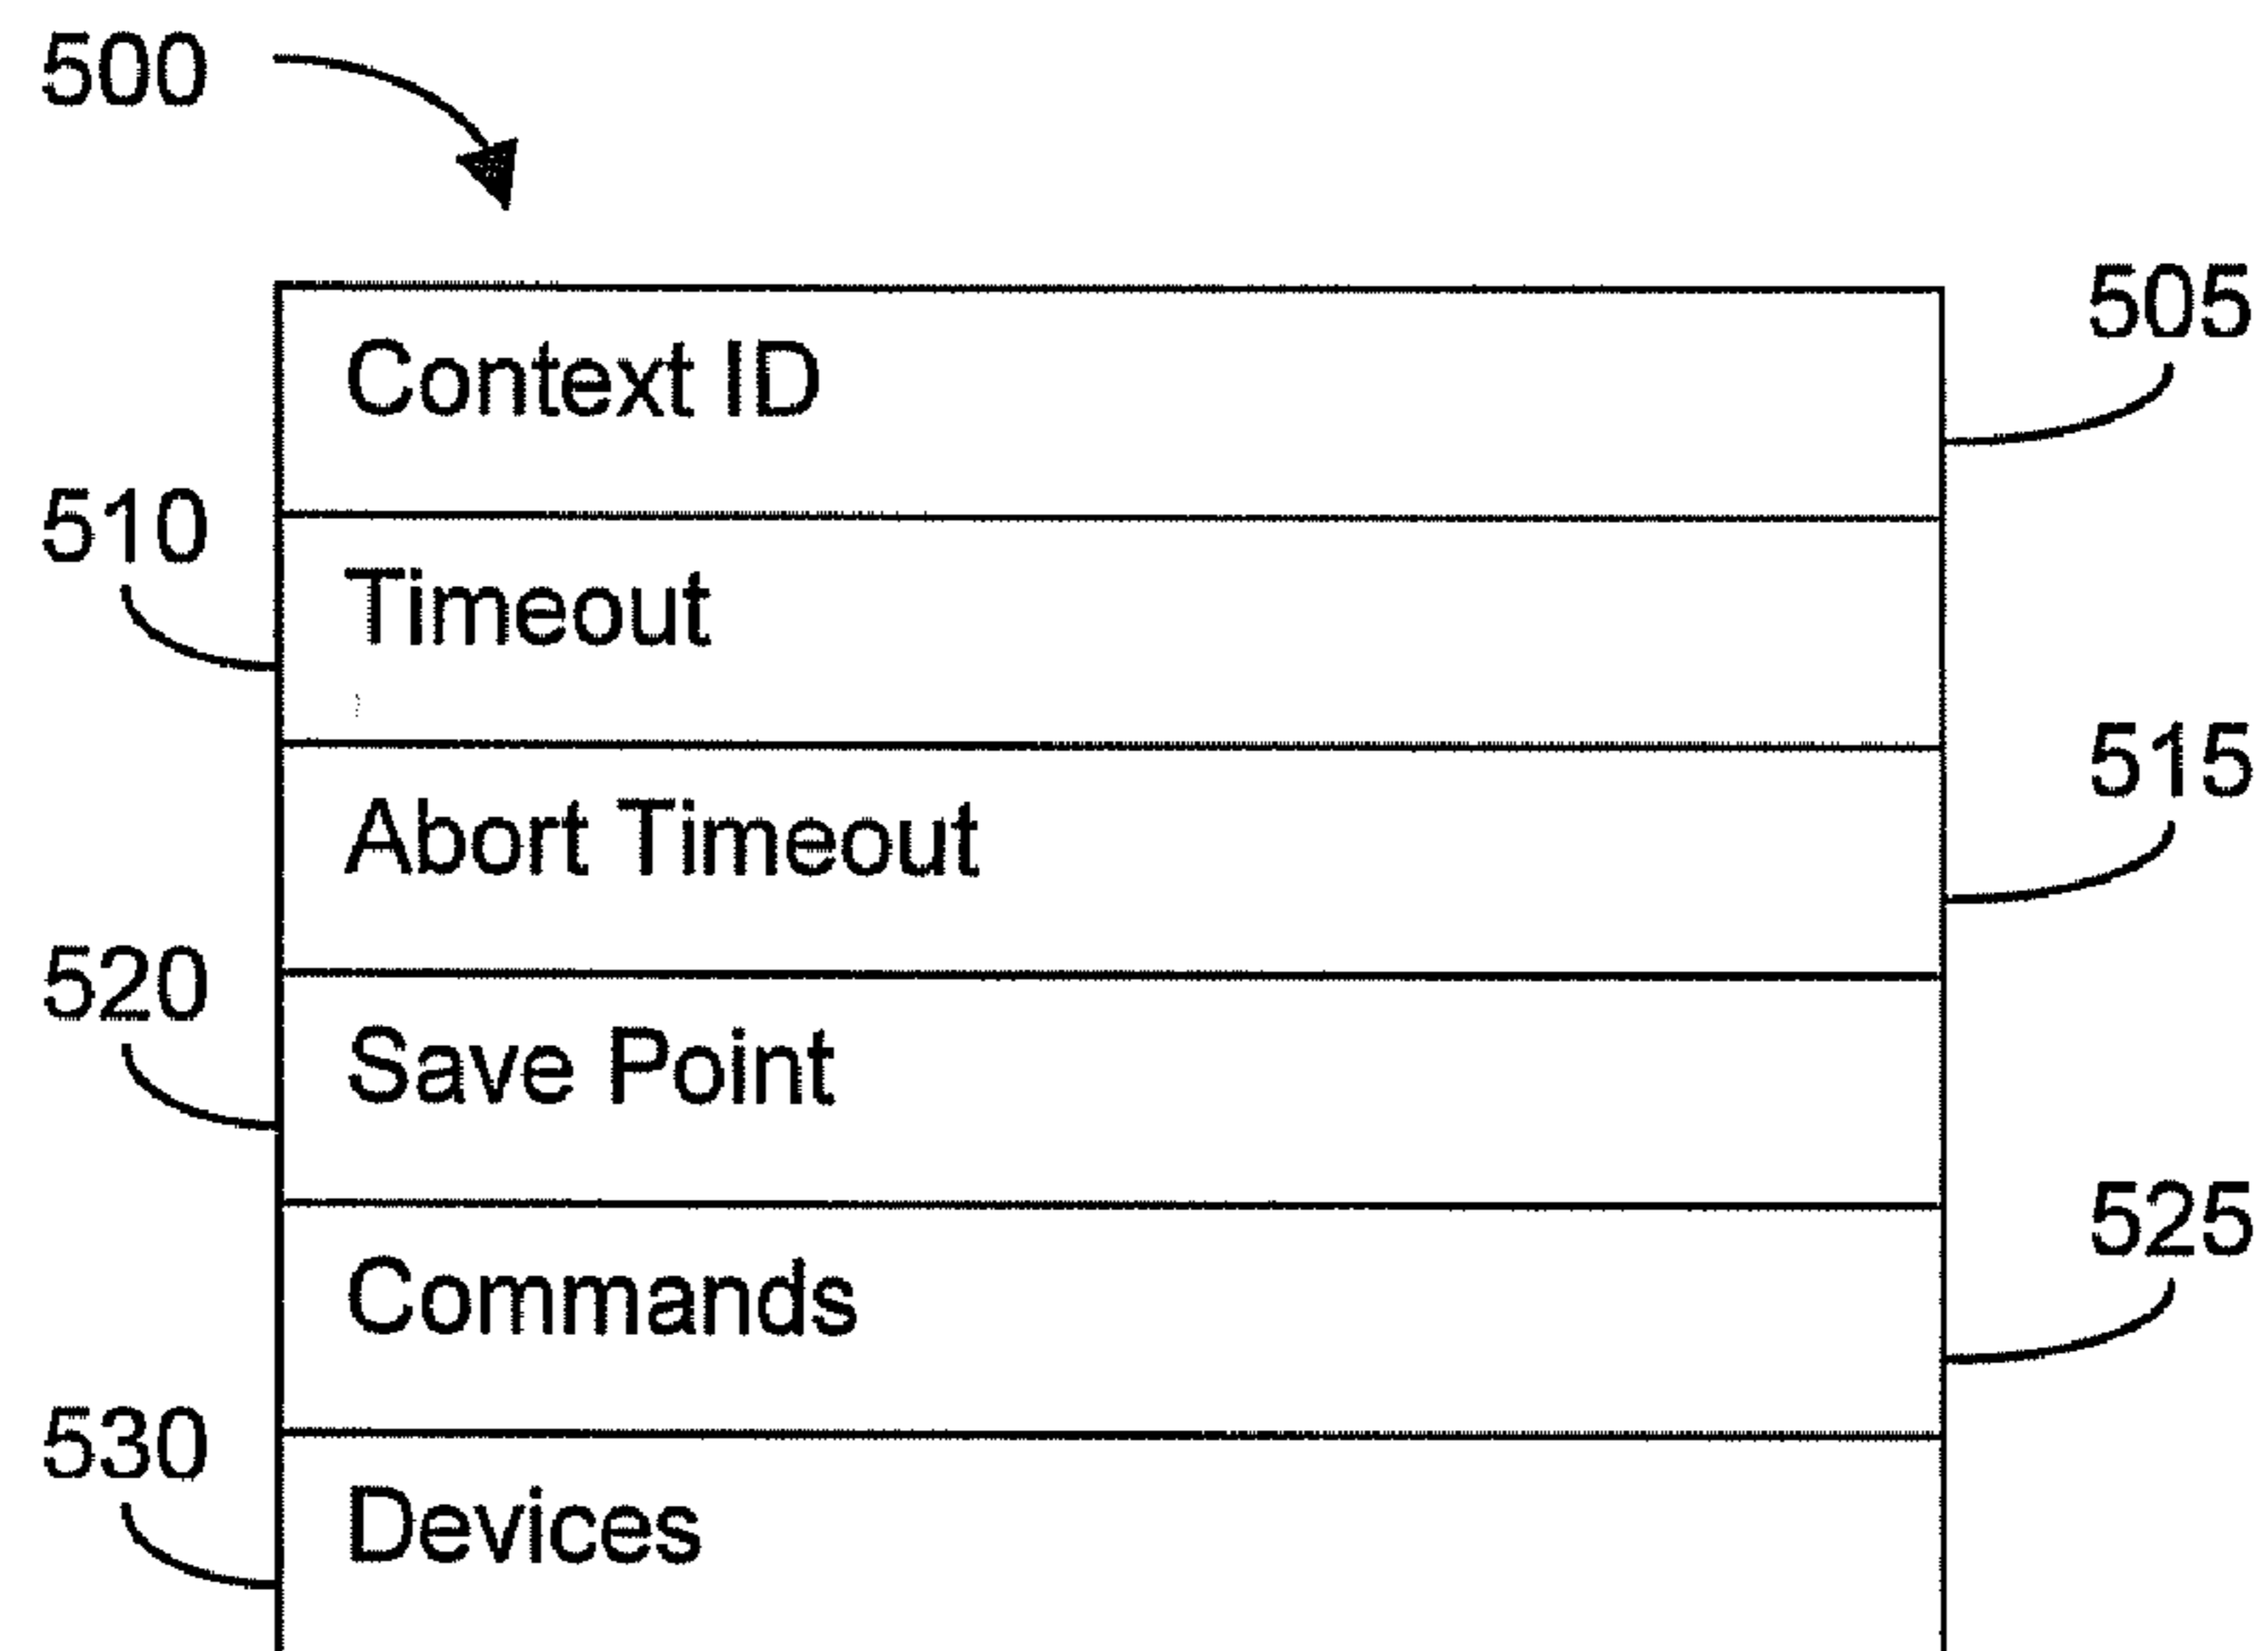 500
505
Context ID
510
Timeout
515
Abort Timeout
520
Save Point
525
Commands
530
Devices